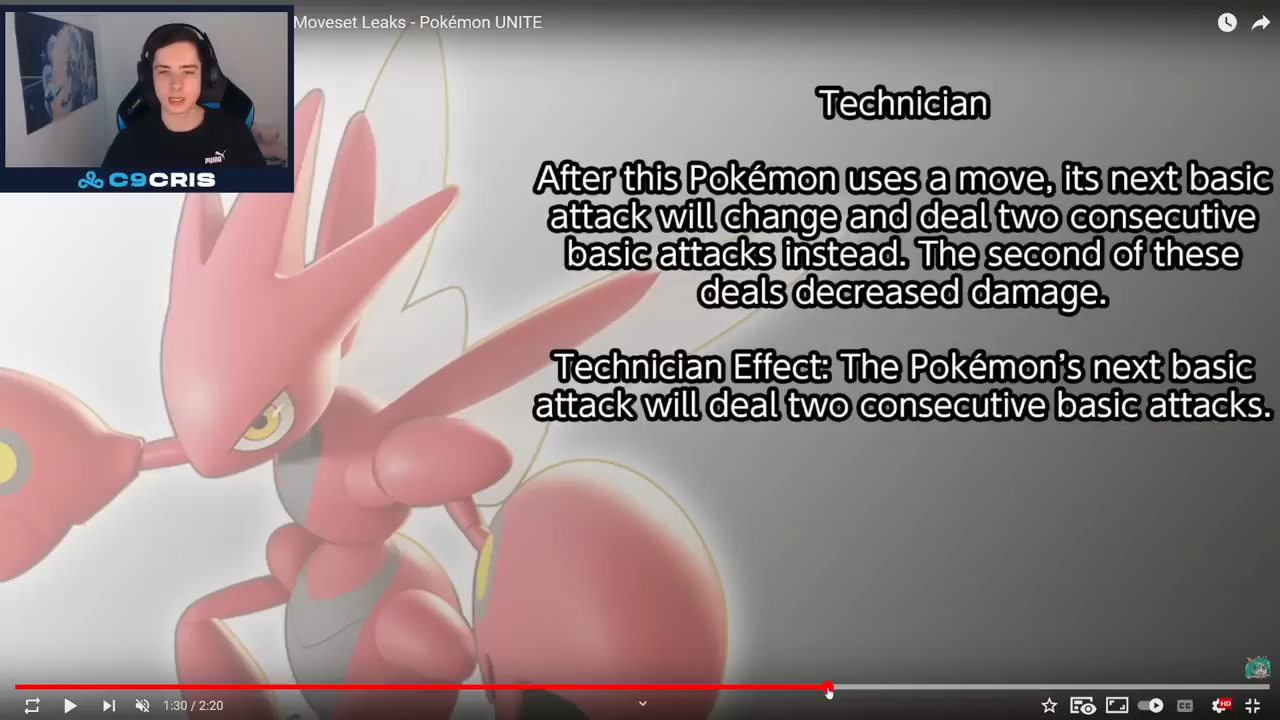 Moveset Leaks - Pokémon UNITE
PUMA
C9CRIS
Technician
After this Pokémon uses a move, its next basic
attack will change and deal two consecutive
basic attacks instead. The second of these
deals decreased damage.
Technician Effect: The Pokémon's next basic
attack will deal two consecutive basic attacks.
1:30 / 2:20
CC
HD